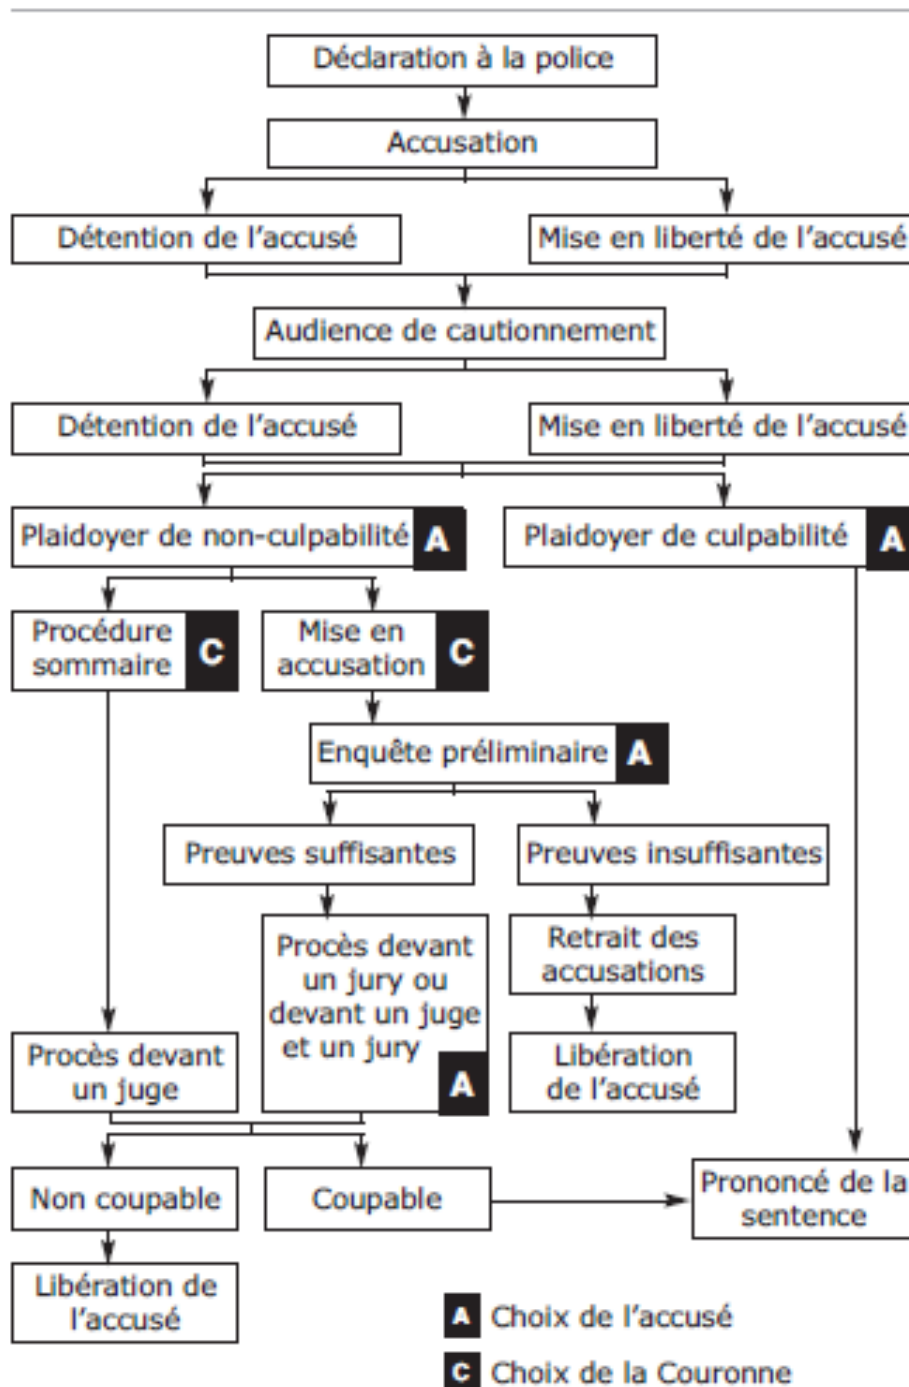 Déclaration à la police
Accusation
Détention de l'accusé
Mise en liberté de l'accusé
Audience de cautionnement
Détention de l'accusé
Mise en liberté de l'accusé
Plaidoyer de non-culpabilité A
Plaidoyer de culpabilité A
Procédure
sommaire C
Mise en
accusation C
Enquête préliminaire A
Preuves suffisantes
Preuves insuffisantes
Procès devant
un jury ou
devant un juge
et un jury
A
Retrait des
accusations
Procès devant
un juge
Libération
de l'accusé
Non coupable
Coupable
Prononcé de la
sentence
Libération de
l'accusé
A Choix de l'accusé
C Choix de la Couronne